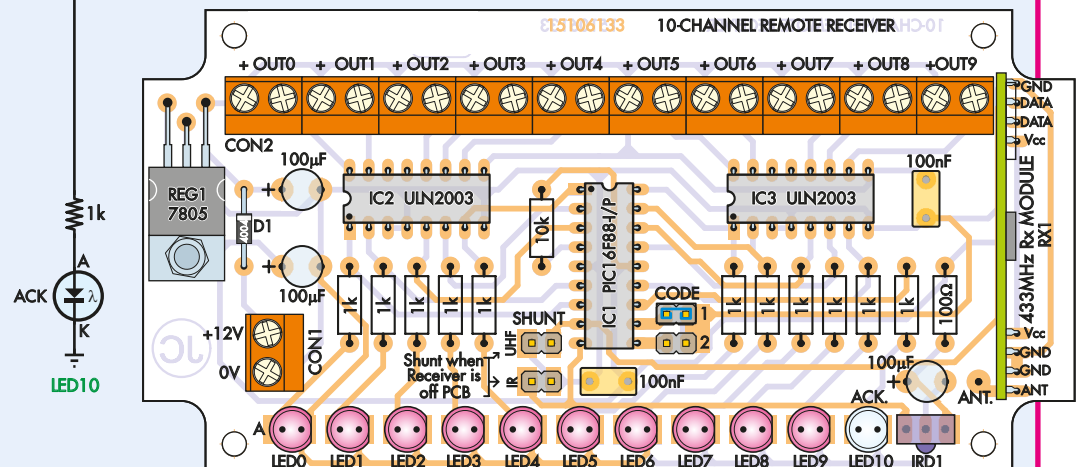 15106133
10-CHANNEL REMOTE RECEIVER
+ OUT0 + OUT1 + OUT2 + OUT3 + OUT4 + OUT5 + OUT6 + OUT7 + OUT8 +OUT9
GND
DATA
DATA
Vcc
CON2
REG1
7805
100µF
IC2 ULN2003
IC3 ULN2003
100nF
1k
D1
4004
10k
IC1 PIC16F88-I/P
433MHz Rx MODULE
RX1
A
ACK
λ
K
LED10
100µF
1k
1k
1k
1k
1k
CODE
1
2
1k
1k
1k
1k
1k
1k
100Ω
+12V
0V
CON1
SHUNT
UHF
IR
Shunt when
Receiver is
off PCB
100nF
100µF
+
ACK.
ANT.
Vcc
GND
GND
ANT
JC
A
LED0 LED1 LED2 LED3 LED4 LED5 LED6 LED7 LED8 LED9 LED10 IRD1